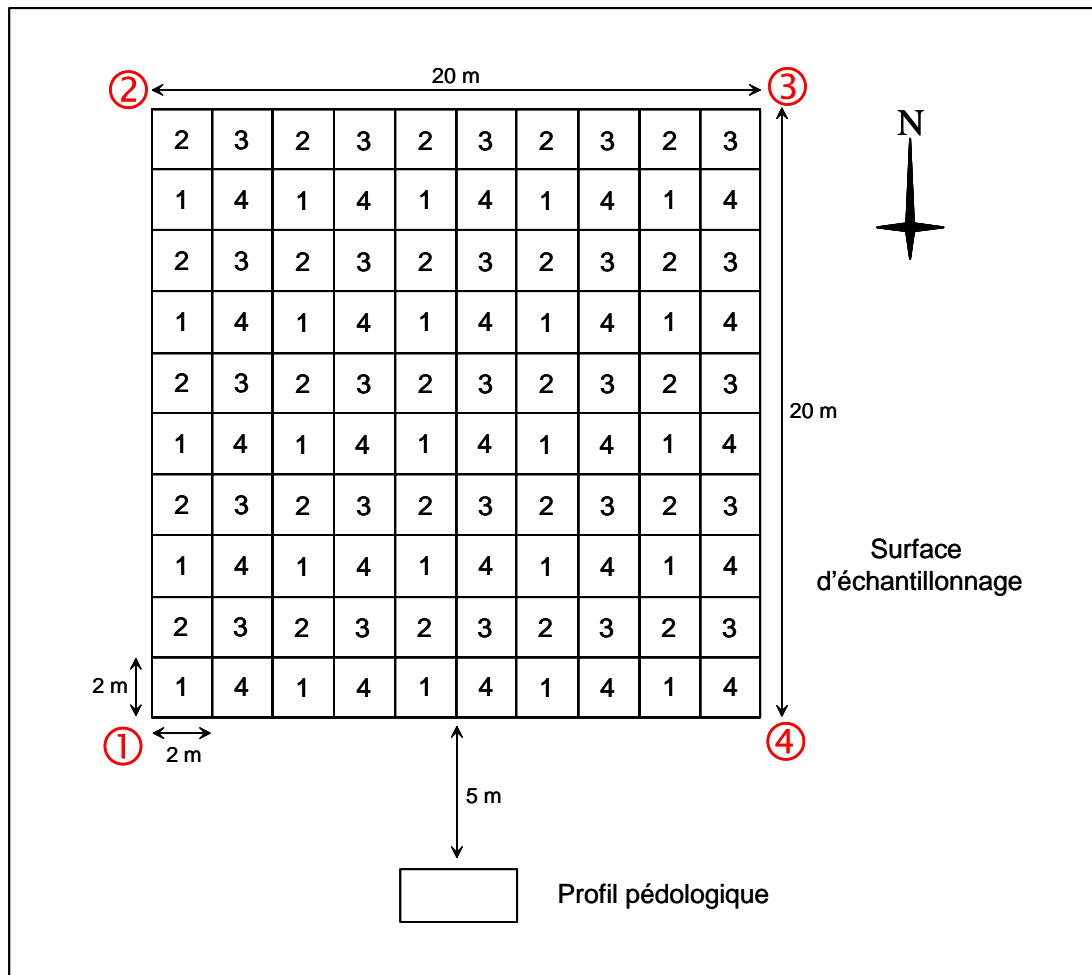 ② 20 m ③
N
2 3 2 3 2 3 2 3 2 3
1 4 1 4 1 4 1 4 1 4
2 3 2 3 2 3 2 3 2 3
1 4 1 4 1 4 1 4 1 4
2 3 2 3 2 3 2 3 2 3
20 m
1 4 1 4 1 4 1 4 1 4
2 3 2 3 2 3 2 3 2 3
Surface
d'échantillonnage
1 4 1 4 1 4 1 4 1 4
2 3 2 3 2 3 2 3 2 3
2 m
1 4 1 4 1 4 1 4 1 4
① ④
2 m
5 m
Profil pédologique